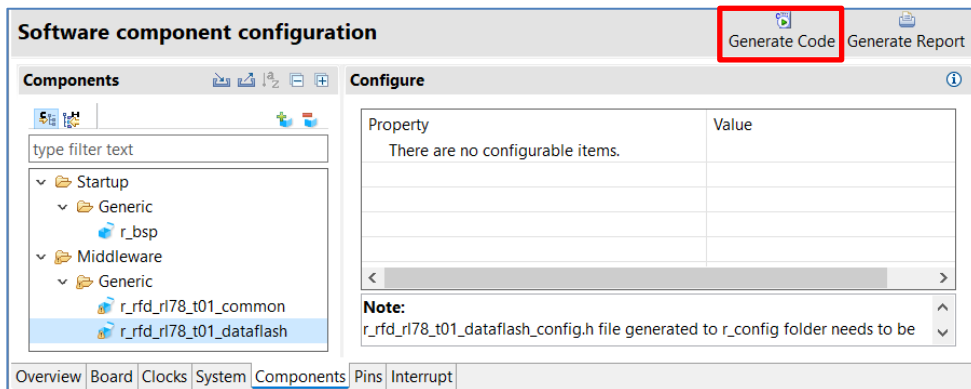 Software component configuration
Generate Code
Generate Report
Components
Configure
type filter text
Startup
Generic
r_bsp
Middleware
Generic
r_rfd_rl78_t01_common
r_rfd_rl78_t01_dataflash
Property Value
There are no configurable items.
Note:
r_rfd_rl78_t01_dataflash_config.h file generated to r_config folder needs to be
Overview Board Clocks System Components Pins Interrupt